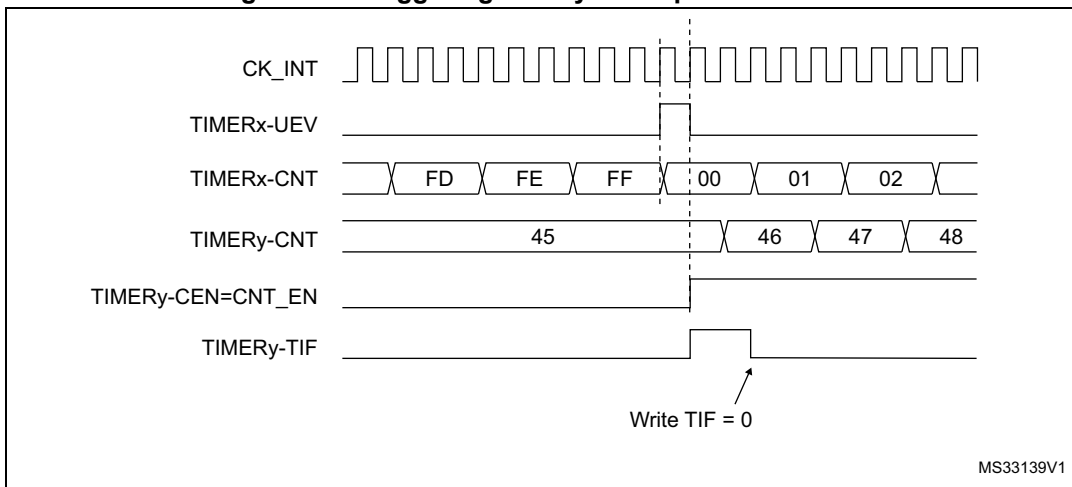 CK_INT
TIMERx-UEV
TIMERx-CNT FD FE FF 00 01 02
TIMERy-CNT 45 46 47 48
TIMERy-CEN=CNT_EN
TIMERy-TIF
Write TIF = 0
MS33139V1